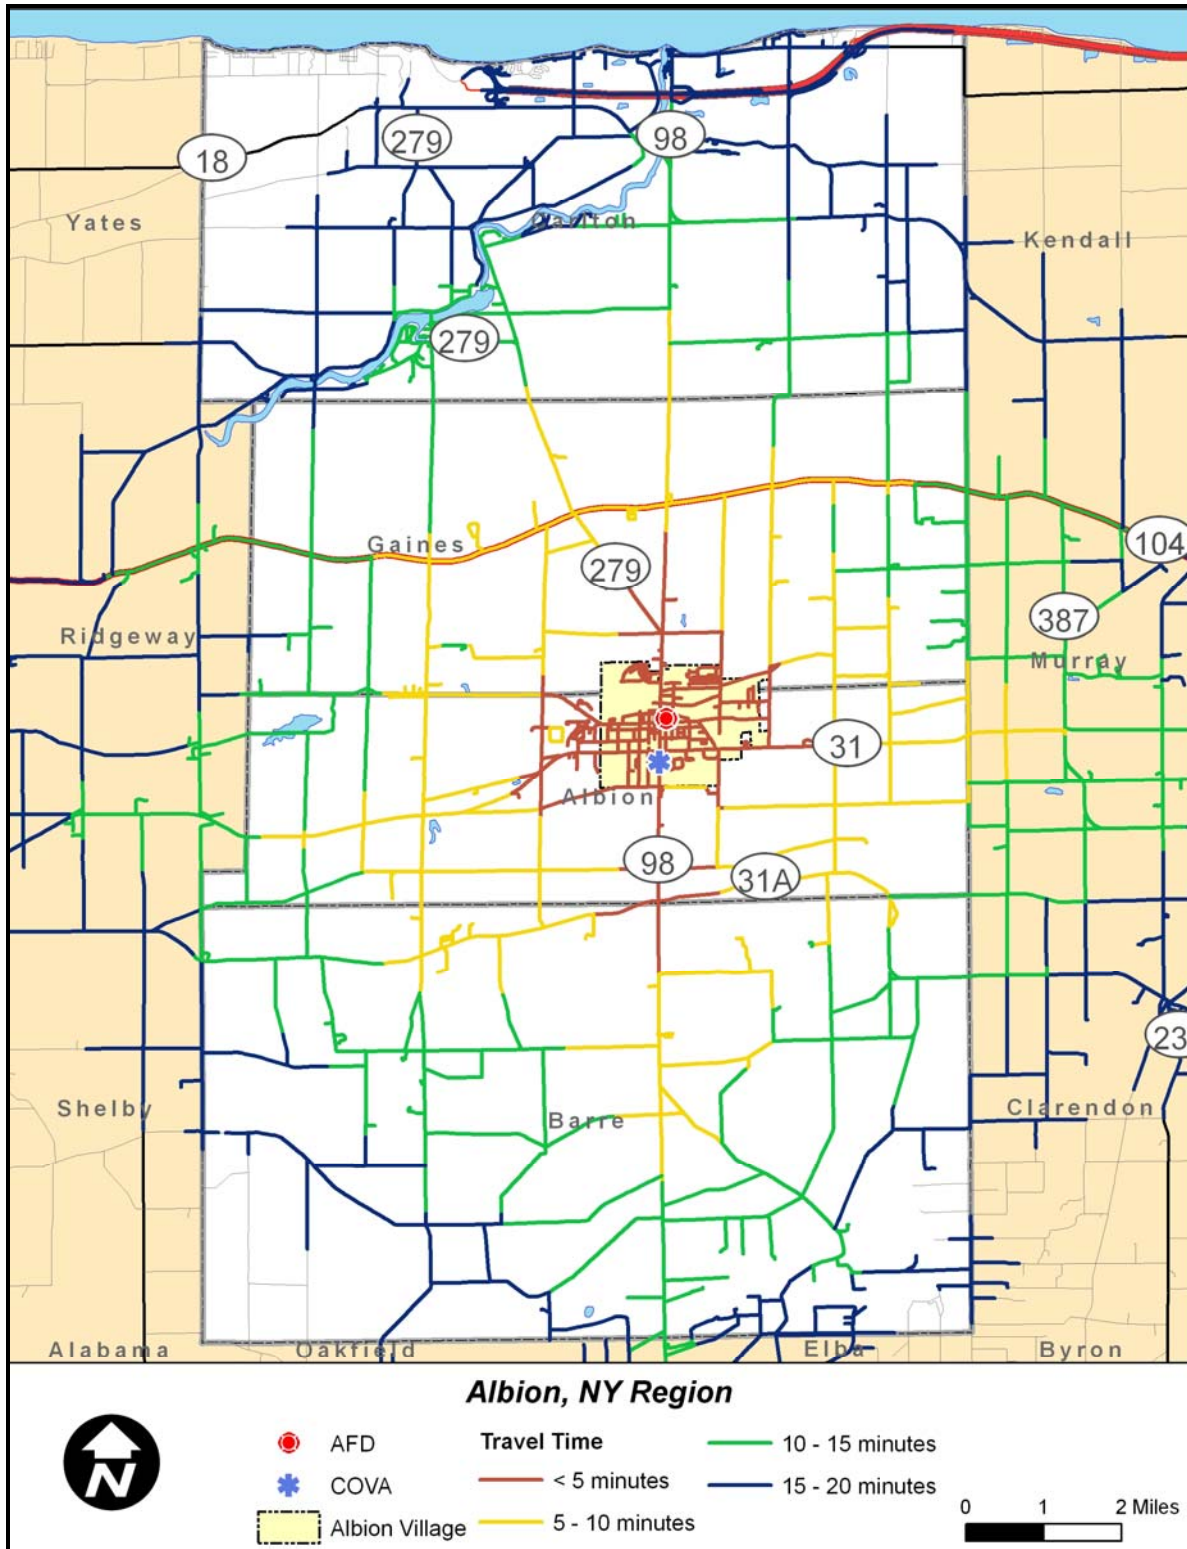 279
98
18
Yates
Carlton
Kendall
279
Gaines
104
279
387
Ridgeway
Murray
31
Albion
98
31A
23
Shelby
Clarendon
Barre
Alabama
Oakfield
Elba
Byron
Albion, NY Region
N
AFD
COVA
Albion Village
Travel Time
< 5 minutes
5 - 10 minutes
10 - 15 minutes
15 - 20 minutes
0 1 2 Miles